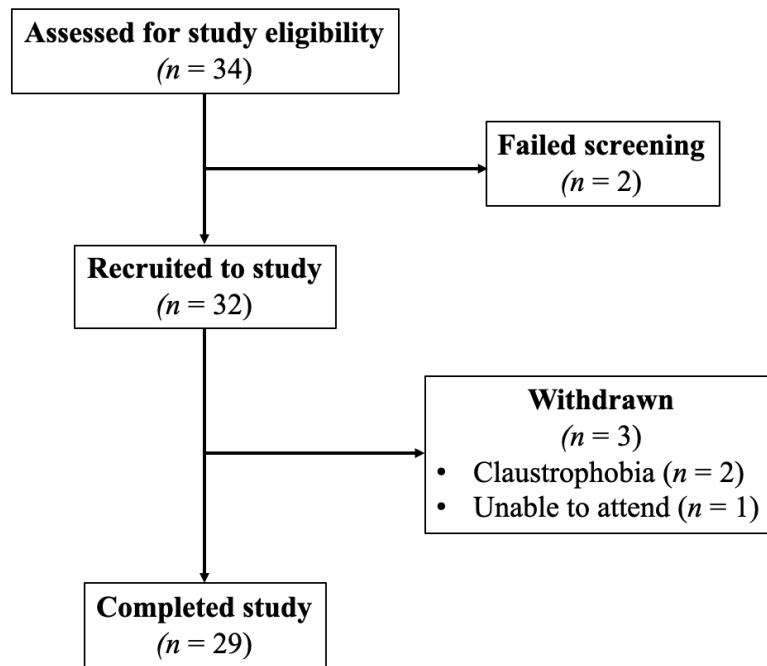 Assessed for study eligibility
(n = 34)
Failed screening
(n = 2)
Recruited to study
(n = 32)
Withdrawn
(n = 3)
• Claustrophobia (n = 2)
• Unable to attend (n = 1)
Completed study
(n = 29)